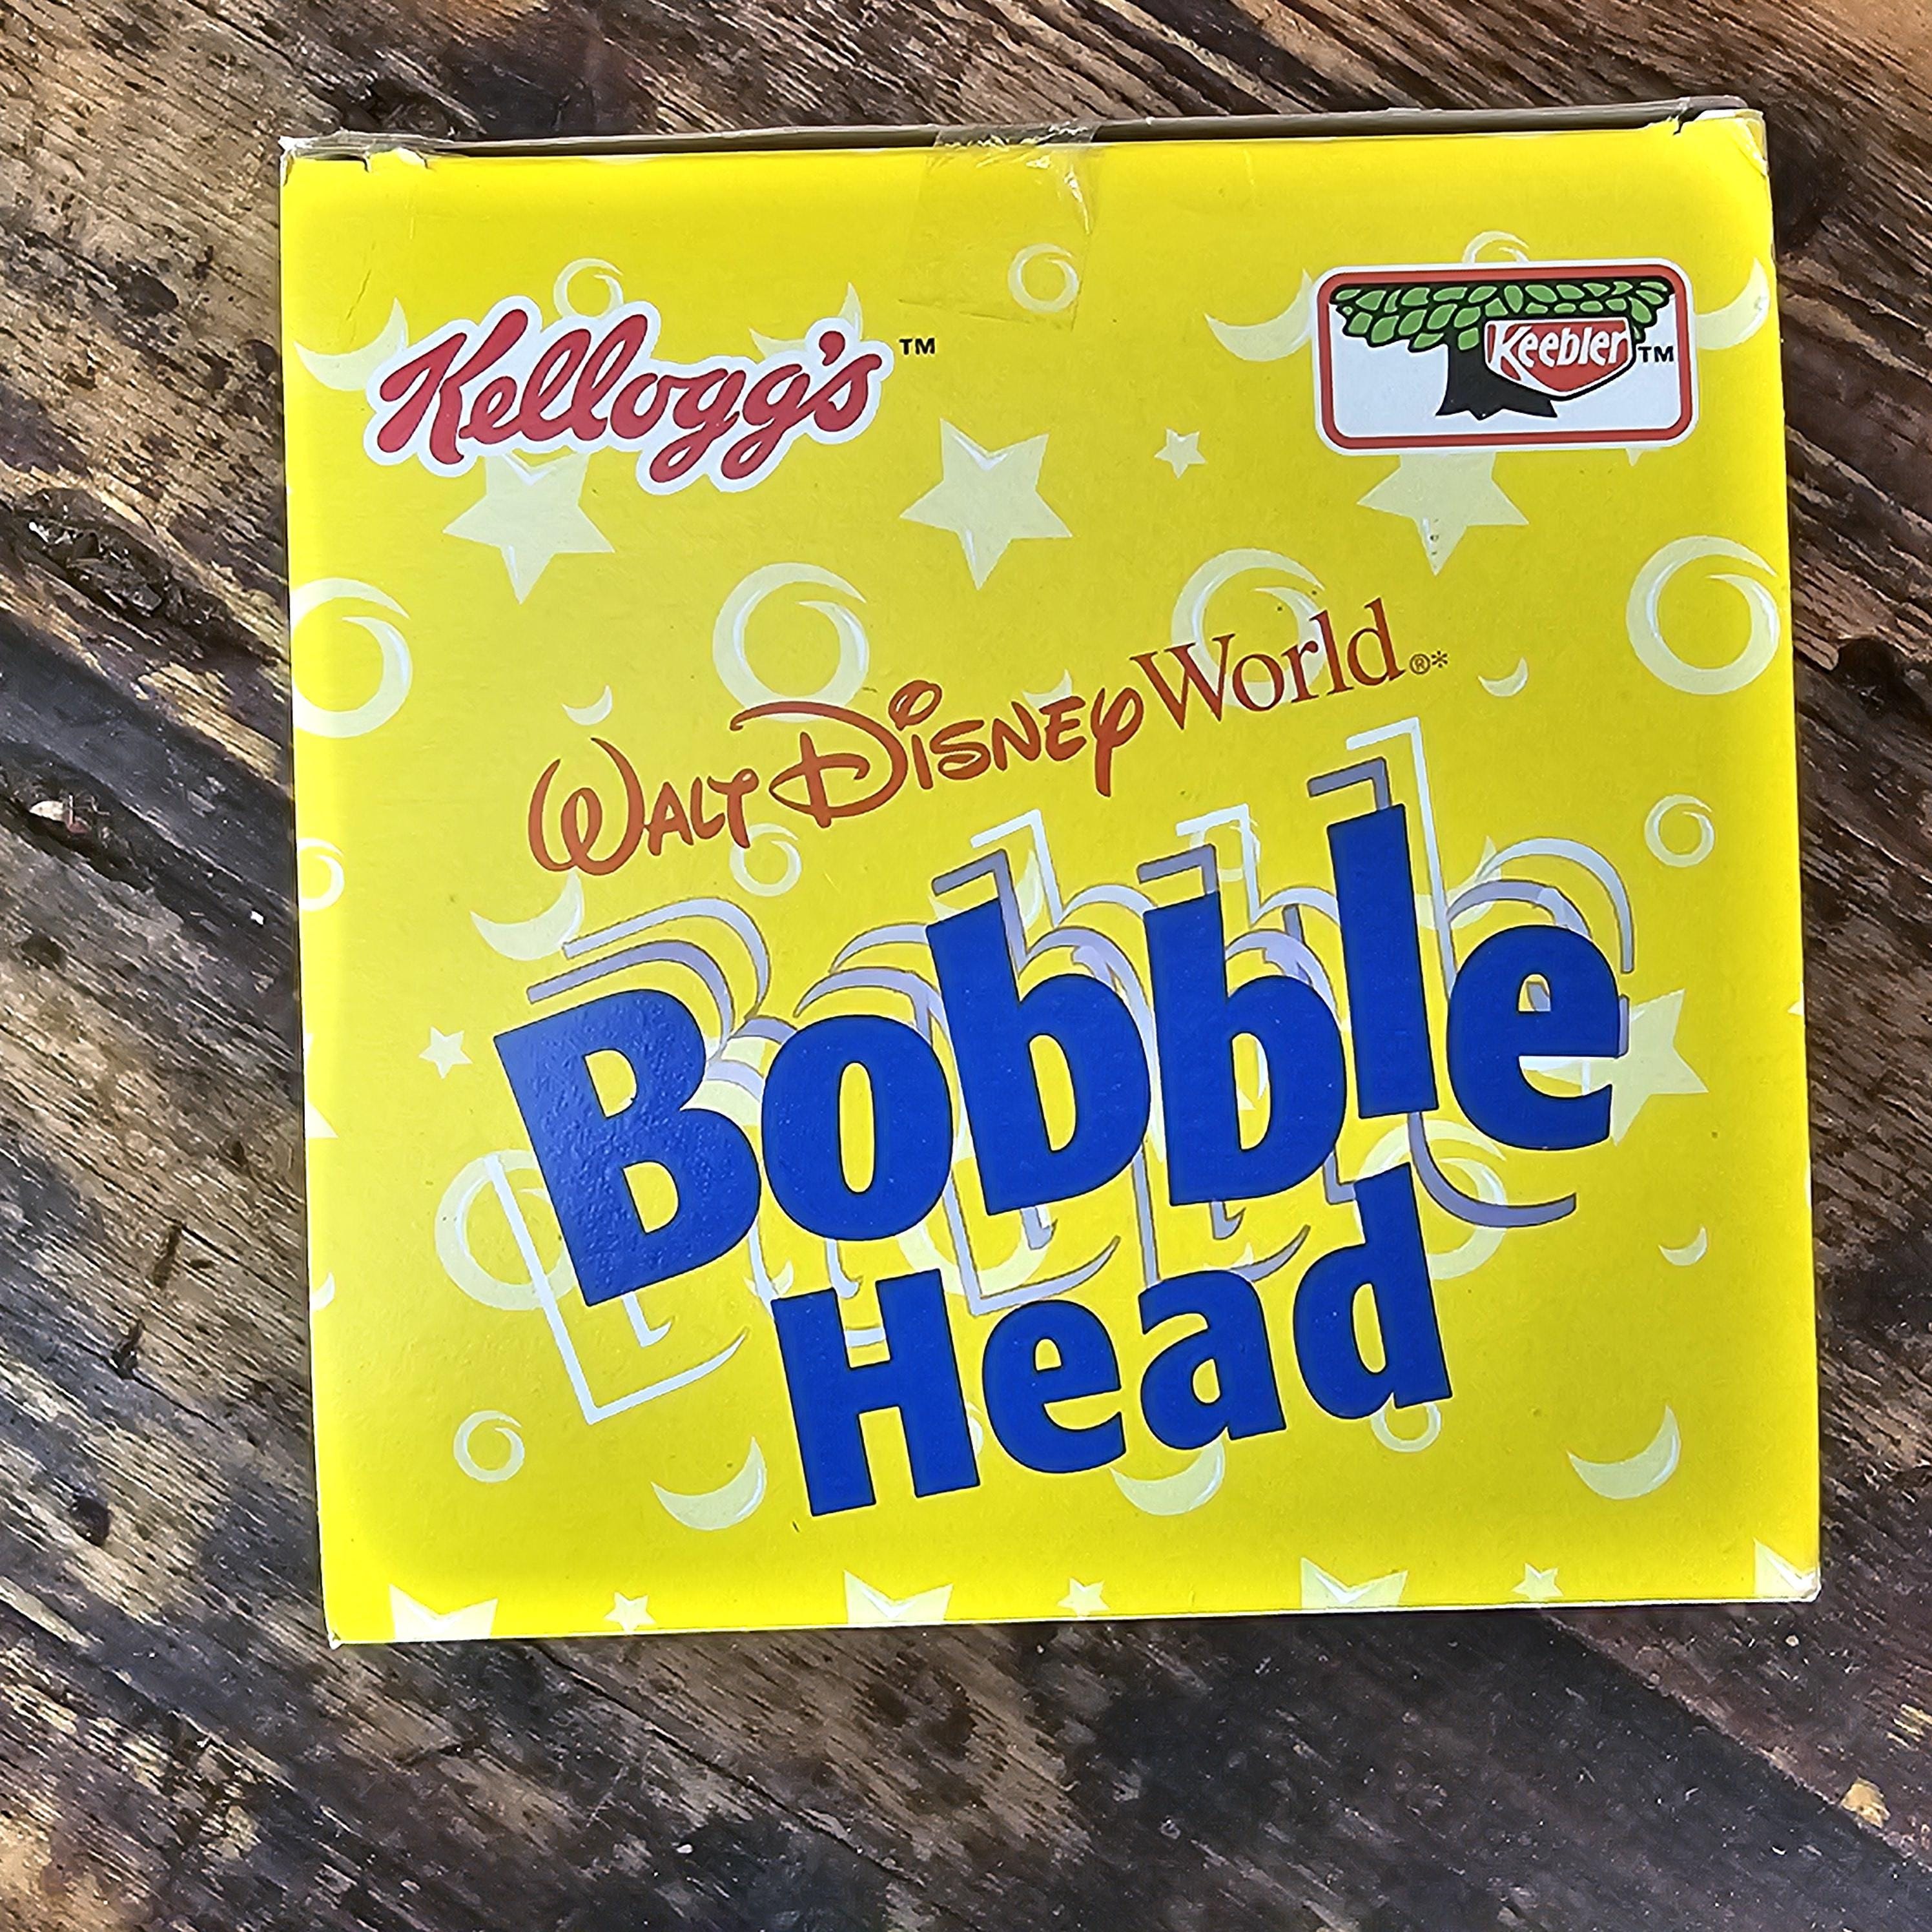 Kellogg's™
Keebler™
Walt Disney World®*
Bobble
Head